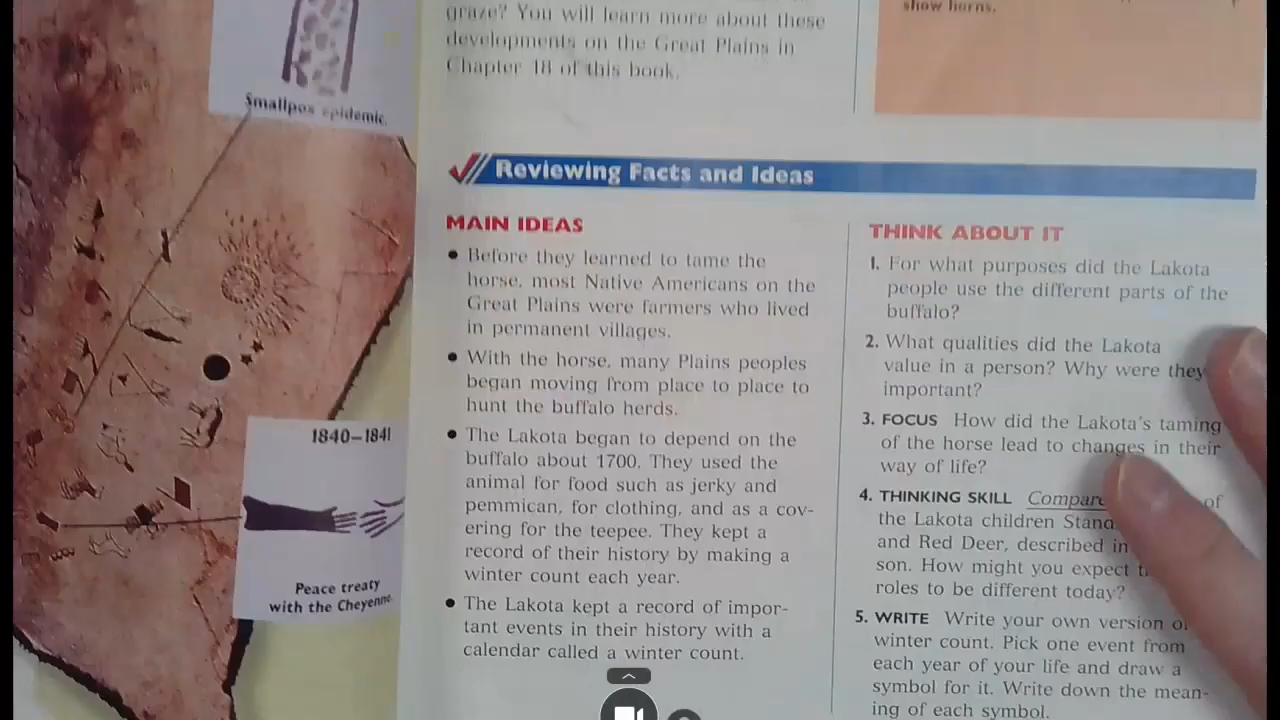 Smallpox epidemic
1840–1841
Peace treaty
with the Cheyenne
graze? You will learn more about these
developments on the Great Plains in
Chapter 18 of this book.
show horns.
Reviewing Facts and Ideas
MAIN IDEAS
• Before they learned to tame the
horse, most Native Americans on the
Great Plains were farmers who lived
in permanent villages.
• With the horse, many Plains peoples
began moving from place to place to
hunt the buffalo herds.
• The Lakota began to depend on the
buffalo about 1700. They used the
animal for food such as jerky and
pemmican, for clothing, and as a cov-
ering for the teepee. They kept a
record of their history by making a
winter count each year.
• The Lakota kept a record of impor-
tant events in their history with a
calendar called a winter count.
THINK ABOUT IT
1. For what purposes did the Lakota
people use the different parts of the
buffalo?
2. What qualities did the Lakota
value in a person? Why were they
important?
3. FOCUS How did the Lakota's taming
of the horse lead to changes in their
way of life?
4. THINKING SKILL Compare of
the Lakota children
and Red Deer, described in
son. How might you expect
roles to be different today?
5. WRITE Write your own version
winter count. Pick one event from
each year of your life and draw a
symbol for it. Write down the mean-
ing of each symbol.